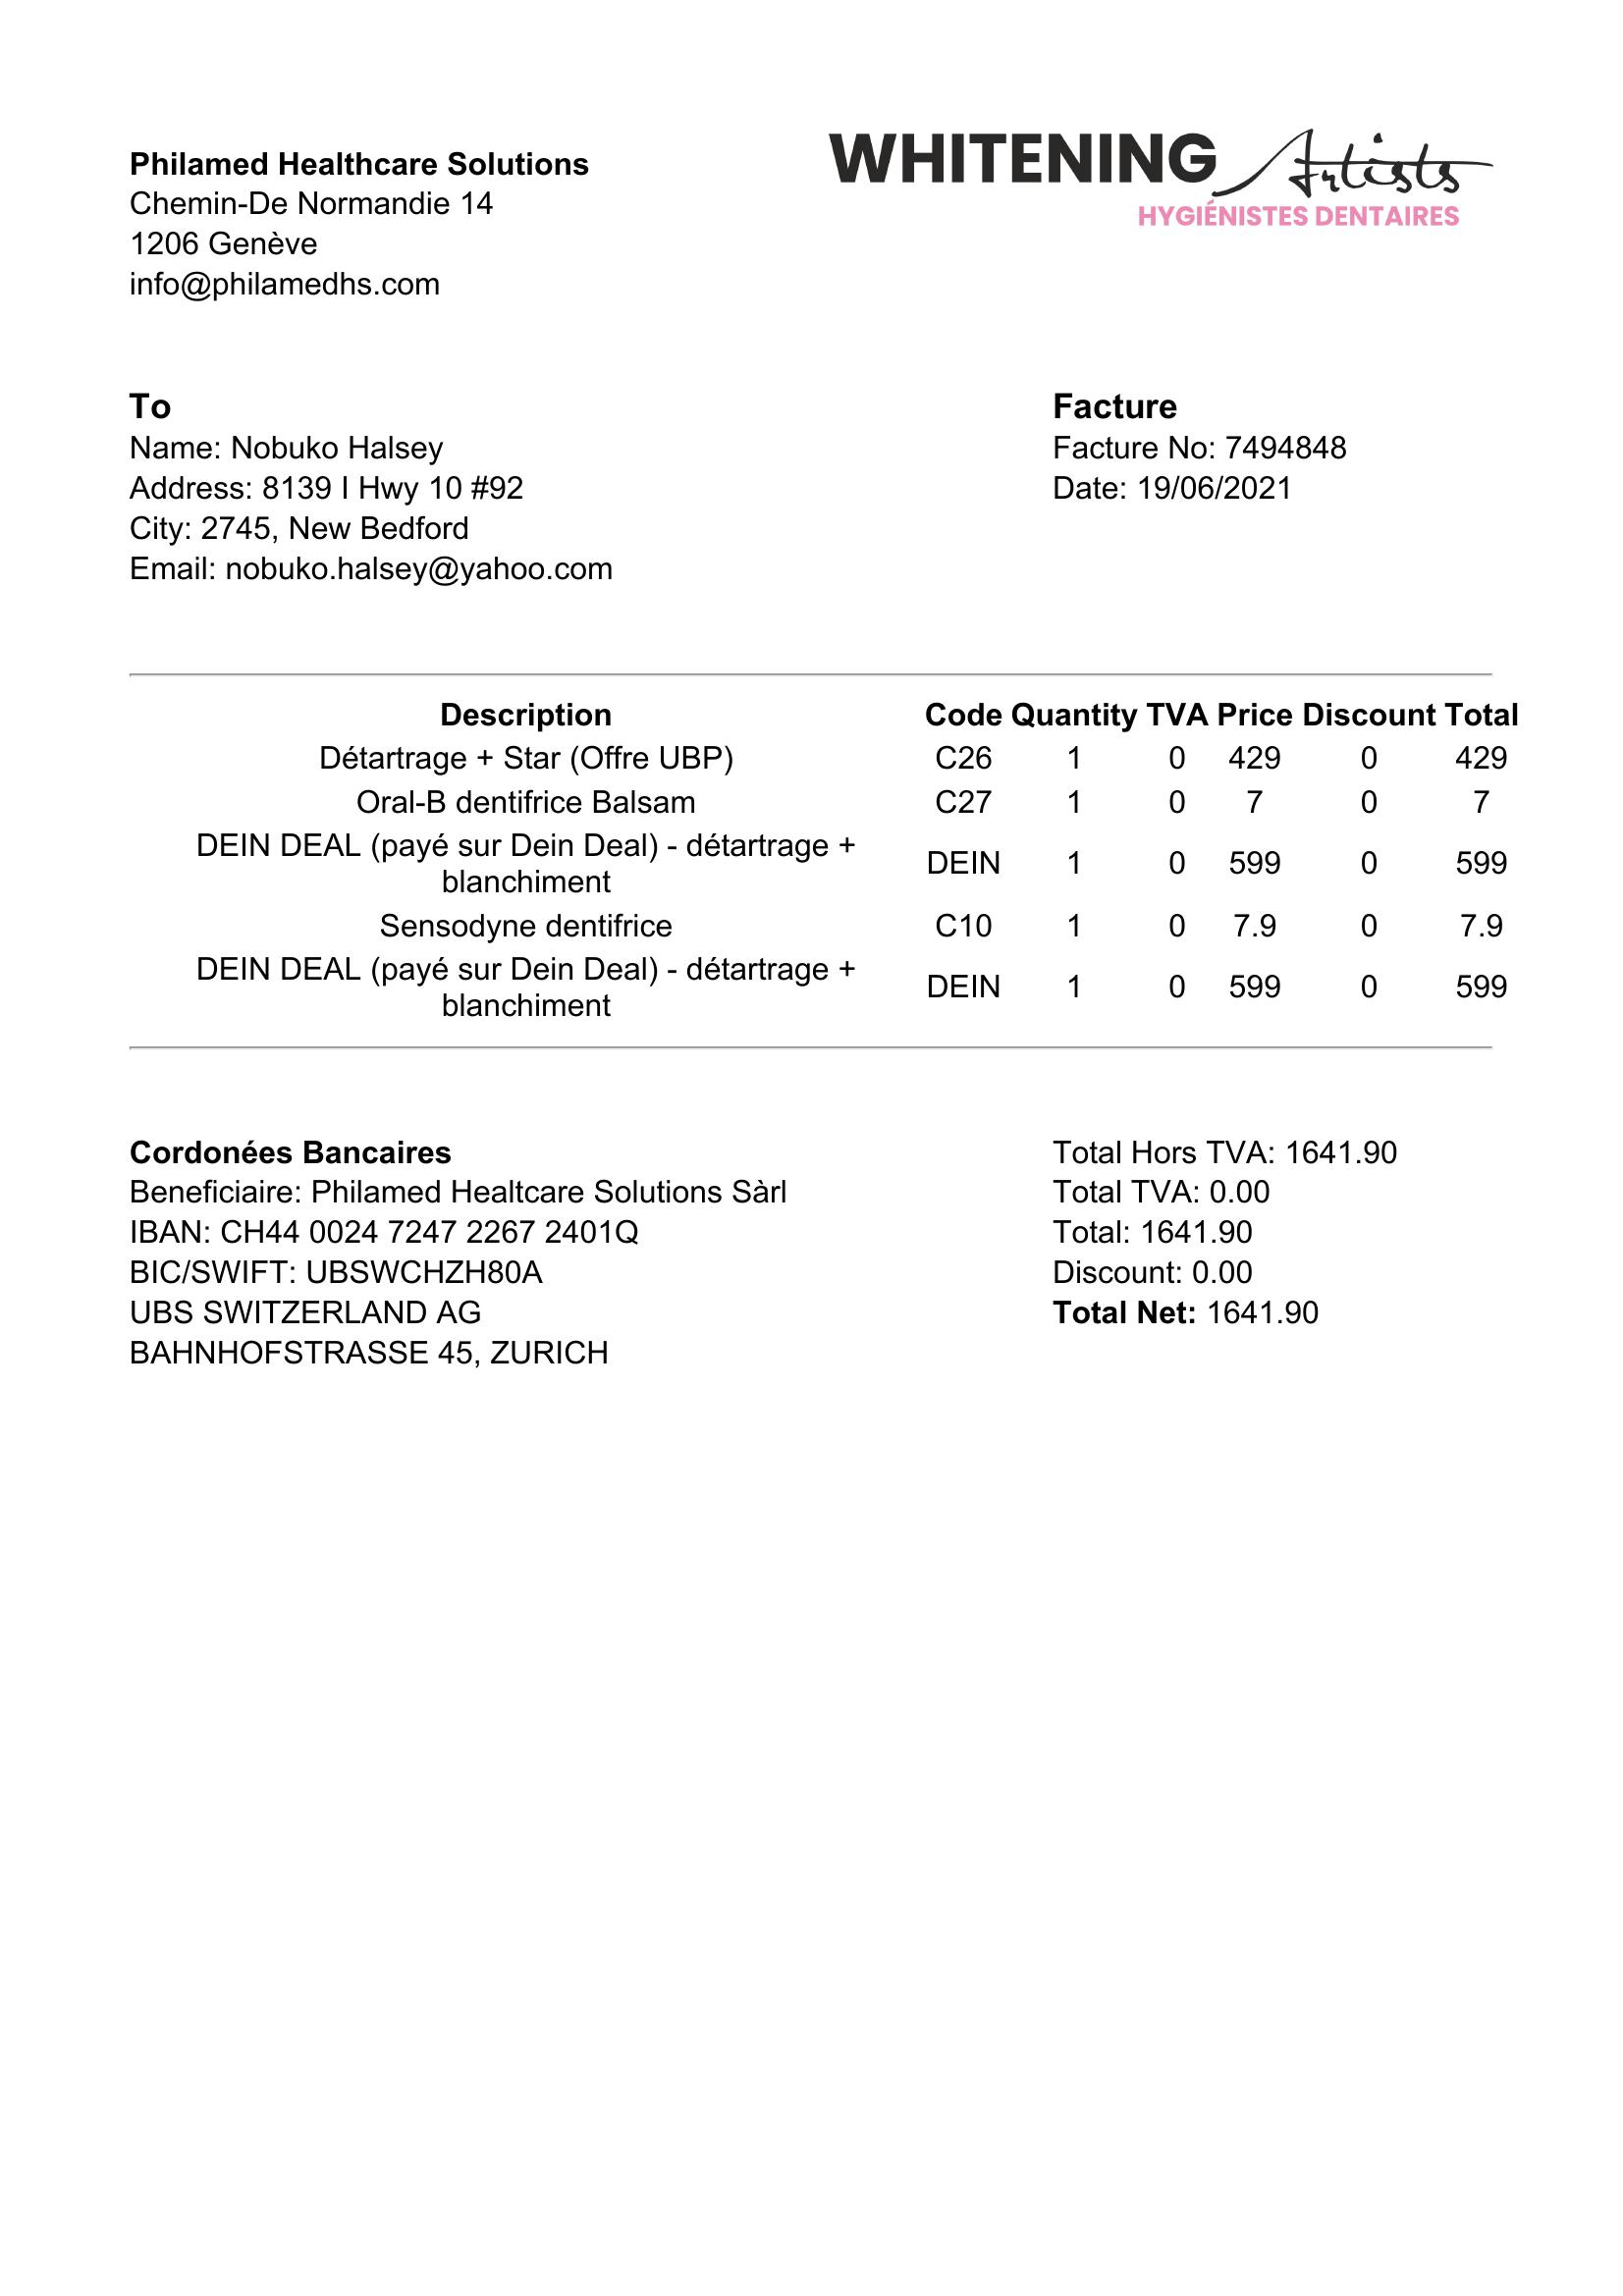 Philamed Healthcare Solutions
Chemin-De Normandie 14
1206 Genève
info@philamedhs.com
WHITENING Artists
HYGIÉNISTES DENTAIRES
To
Name: Nobuko Halsey
Address: 8139 I Hwy 10 #92
City: 2745, New Bedford
Email: nobuko.halsey@yahoo.com
Facture
Facture No: 7494848
Date: 19/06/2021
Description Code Quantity TVA Price Discount Total
Détartrage + Star (Offre UBP) C26 1 0 429 0 429
Oral-B dentifrice Balsam C27 1 0 7 0 7
DEIN DEAL (payé sur Dein Deal) - détartrage +
blanchiment DEIN 1 0 599 0 599
Sensodyne dentifrice C10 1 0 7.9 0 7.9
DEIN DEAL (payé sur Dein Deal) - détartrage +
blanchiment DEIN 1 0 599 0 599
Cordonées Bancaires
Beneficiaire: Philamed Healtcare Solutions Sàrl
IBAN: CH44 0024 7247 2267 2401Q
BIC/SWIFT: UBSWCHZH80A
UBS SWITZERLAND AG
BAHNHOFSTRASSE 45, ZURICH
Total Hors TVA: 1641.90
Total TVA: 0.00
Total: 1641.90
Discount: 0.00
Total Net: 1641.90